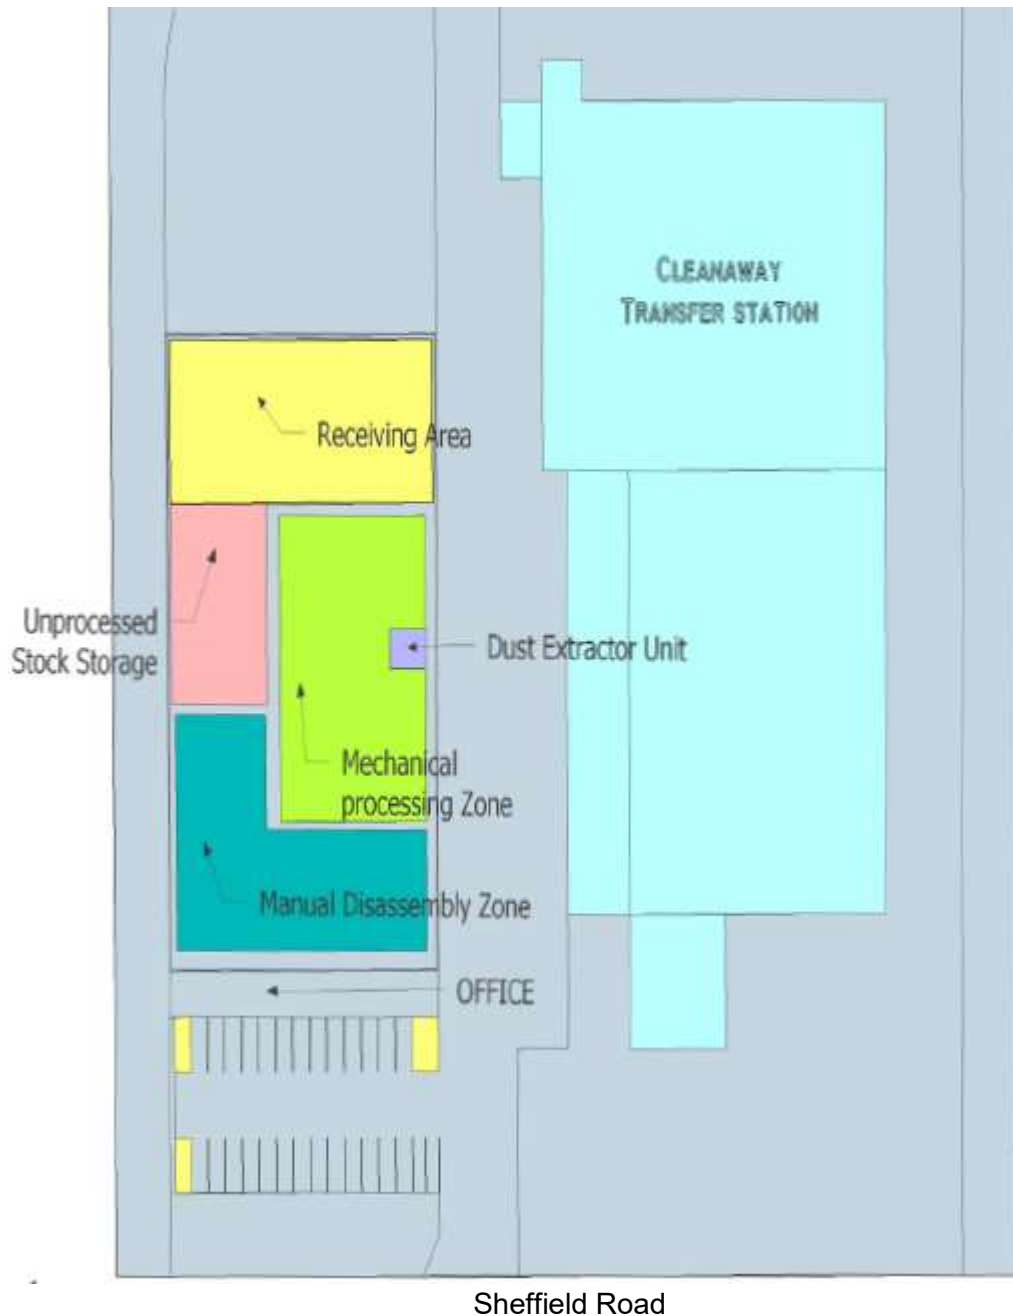 CLEANAWAY
TRANSFER STATION
Receiving Area
Unprocessed
Stock Storage
Dust Extractor Unit
Mechanical
processing Zone
Manual Disassembly Zone
OFFICE
Sheffield Road